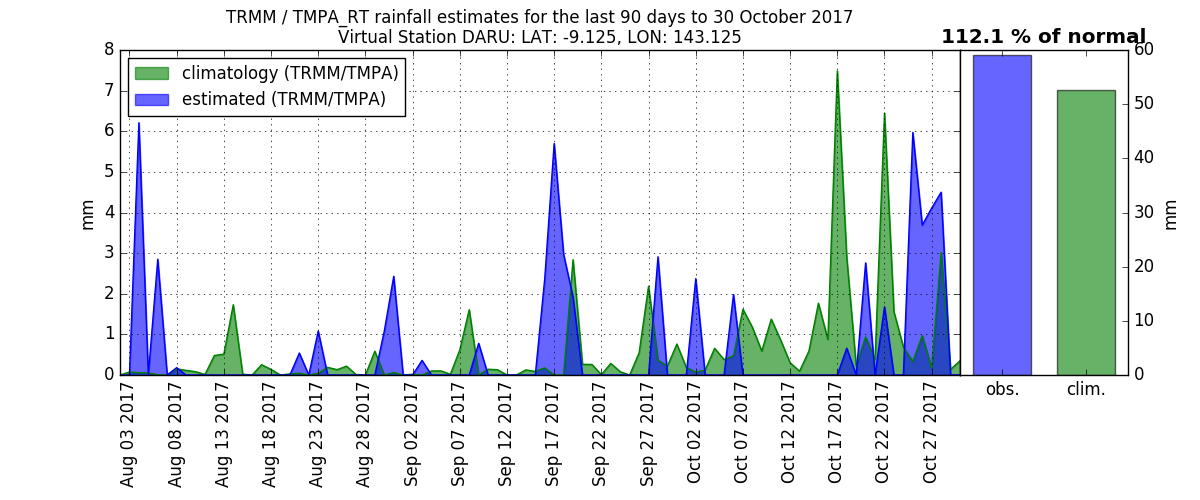 TRMM / TMPA_RT rainfall estimates for the last 90 days to 30 October 2017
Virtual Station DARU: LAT: -9.125, LON: 143.125
112.1 % of normal
climatology (TRMM/TMPA)
estimated (TRMM/TMPA)
8
7
6
5
4
3
2
1
0
mm
60
50
40
30
20
10
0
mm
obs.
clim.
Aug 03 2017
Aug 08 2017
Aug 13 2017
Aug 18 2017
Aug 23 2017
Aug 28 2017
Sep 02 2017
Sep 07 2017
Sep 12 2017
Sep 17 2017
Sep 22 2017
Sep 27 2017
Oct 02 2017
Oct 07 2017
Oct 12 2017
Oct 17 2017
Oct 22 2017
Oct 27 2017